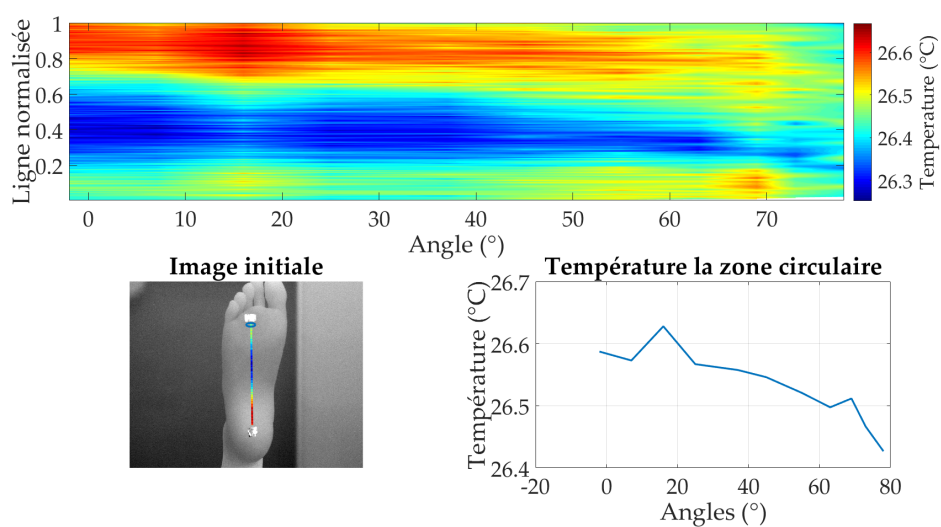 1
0.8
0.6
0.4
0.2
Ligne normalisée
0 10 20 30 40 50 60 70
Angle (°)
26.6
26.5
26.4
26.3
Temperature (°C)
Image initiale
Température la zone circulaire
26.7
26.6
26.5
26.4
Température (°C)
-20 0 20 40 60 80
Angles (°)